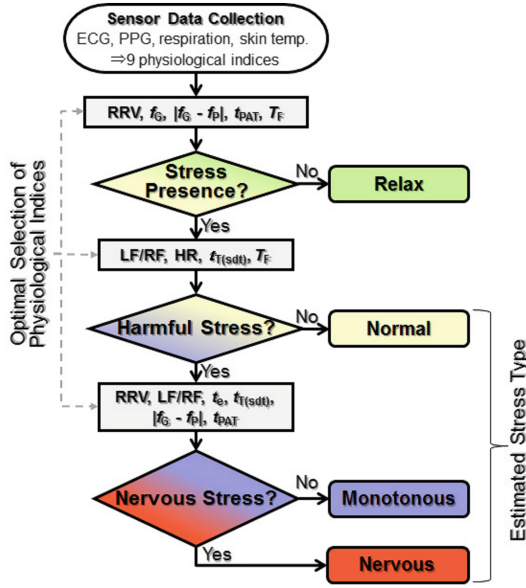 Sensor Data Collection
ECG, PPG, respiration, skin temp.
⇒9 physiological indices
RRV, fG, |fG - fP|, tPAT, TF
Stress
Presence?
No
Relax
Yes
LF/RF, HR, tT(sdt), TF
Harmful Stress?
No
Normal
Yes
RRV, LF/RF, te, tT(sdt),
|fG - fP|, tPAT
Nervous Stress?
No
Monotonous
Yes
Nervous
Optimal Selection of
Physiological Indices
Estimated Stress Type